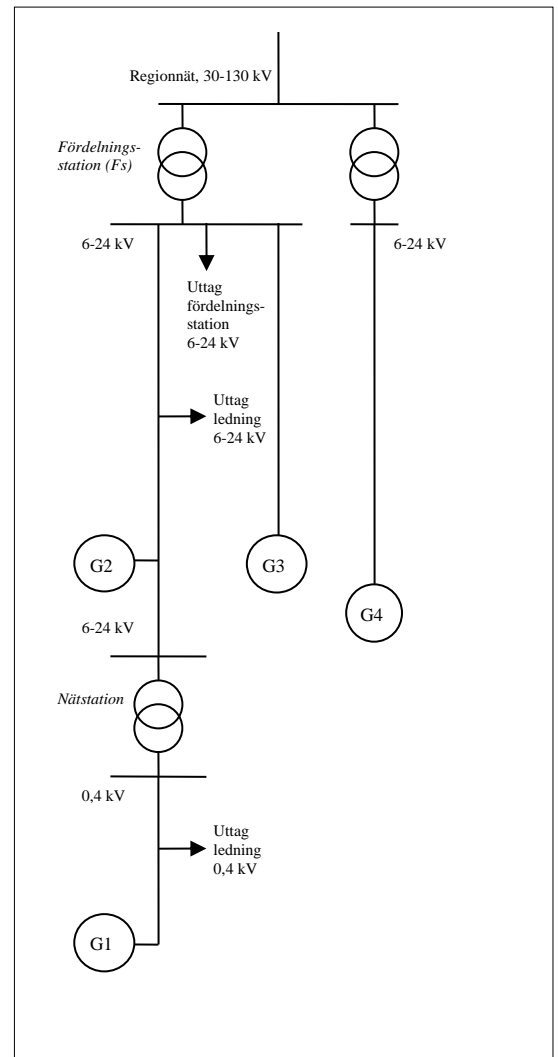 Regionnät, 30-130 kV
Fördelnings-
station (Fs)
6-24 kV
6-24 kV
Uttag
fördelnings-
station
6-24 kV
Uttag
ledning
6-24 kV
G2
G3
G4
6-24 kV
Nätstation
0,4 kV
Uttag
ledning
0,4 kV
G1